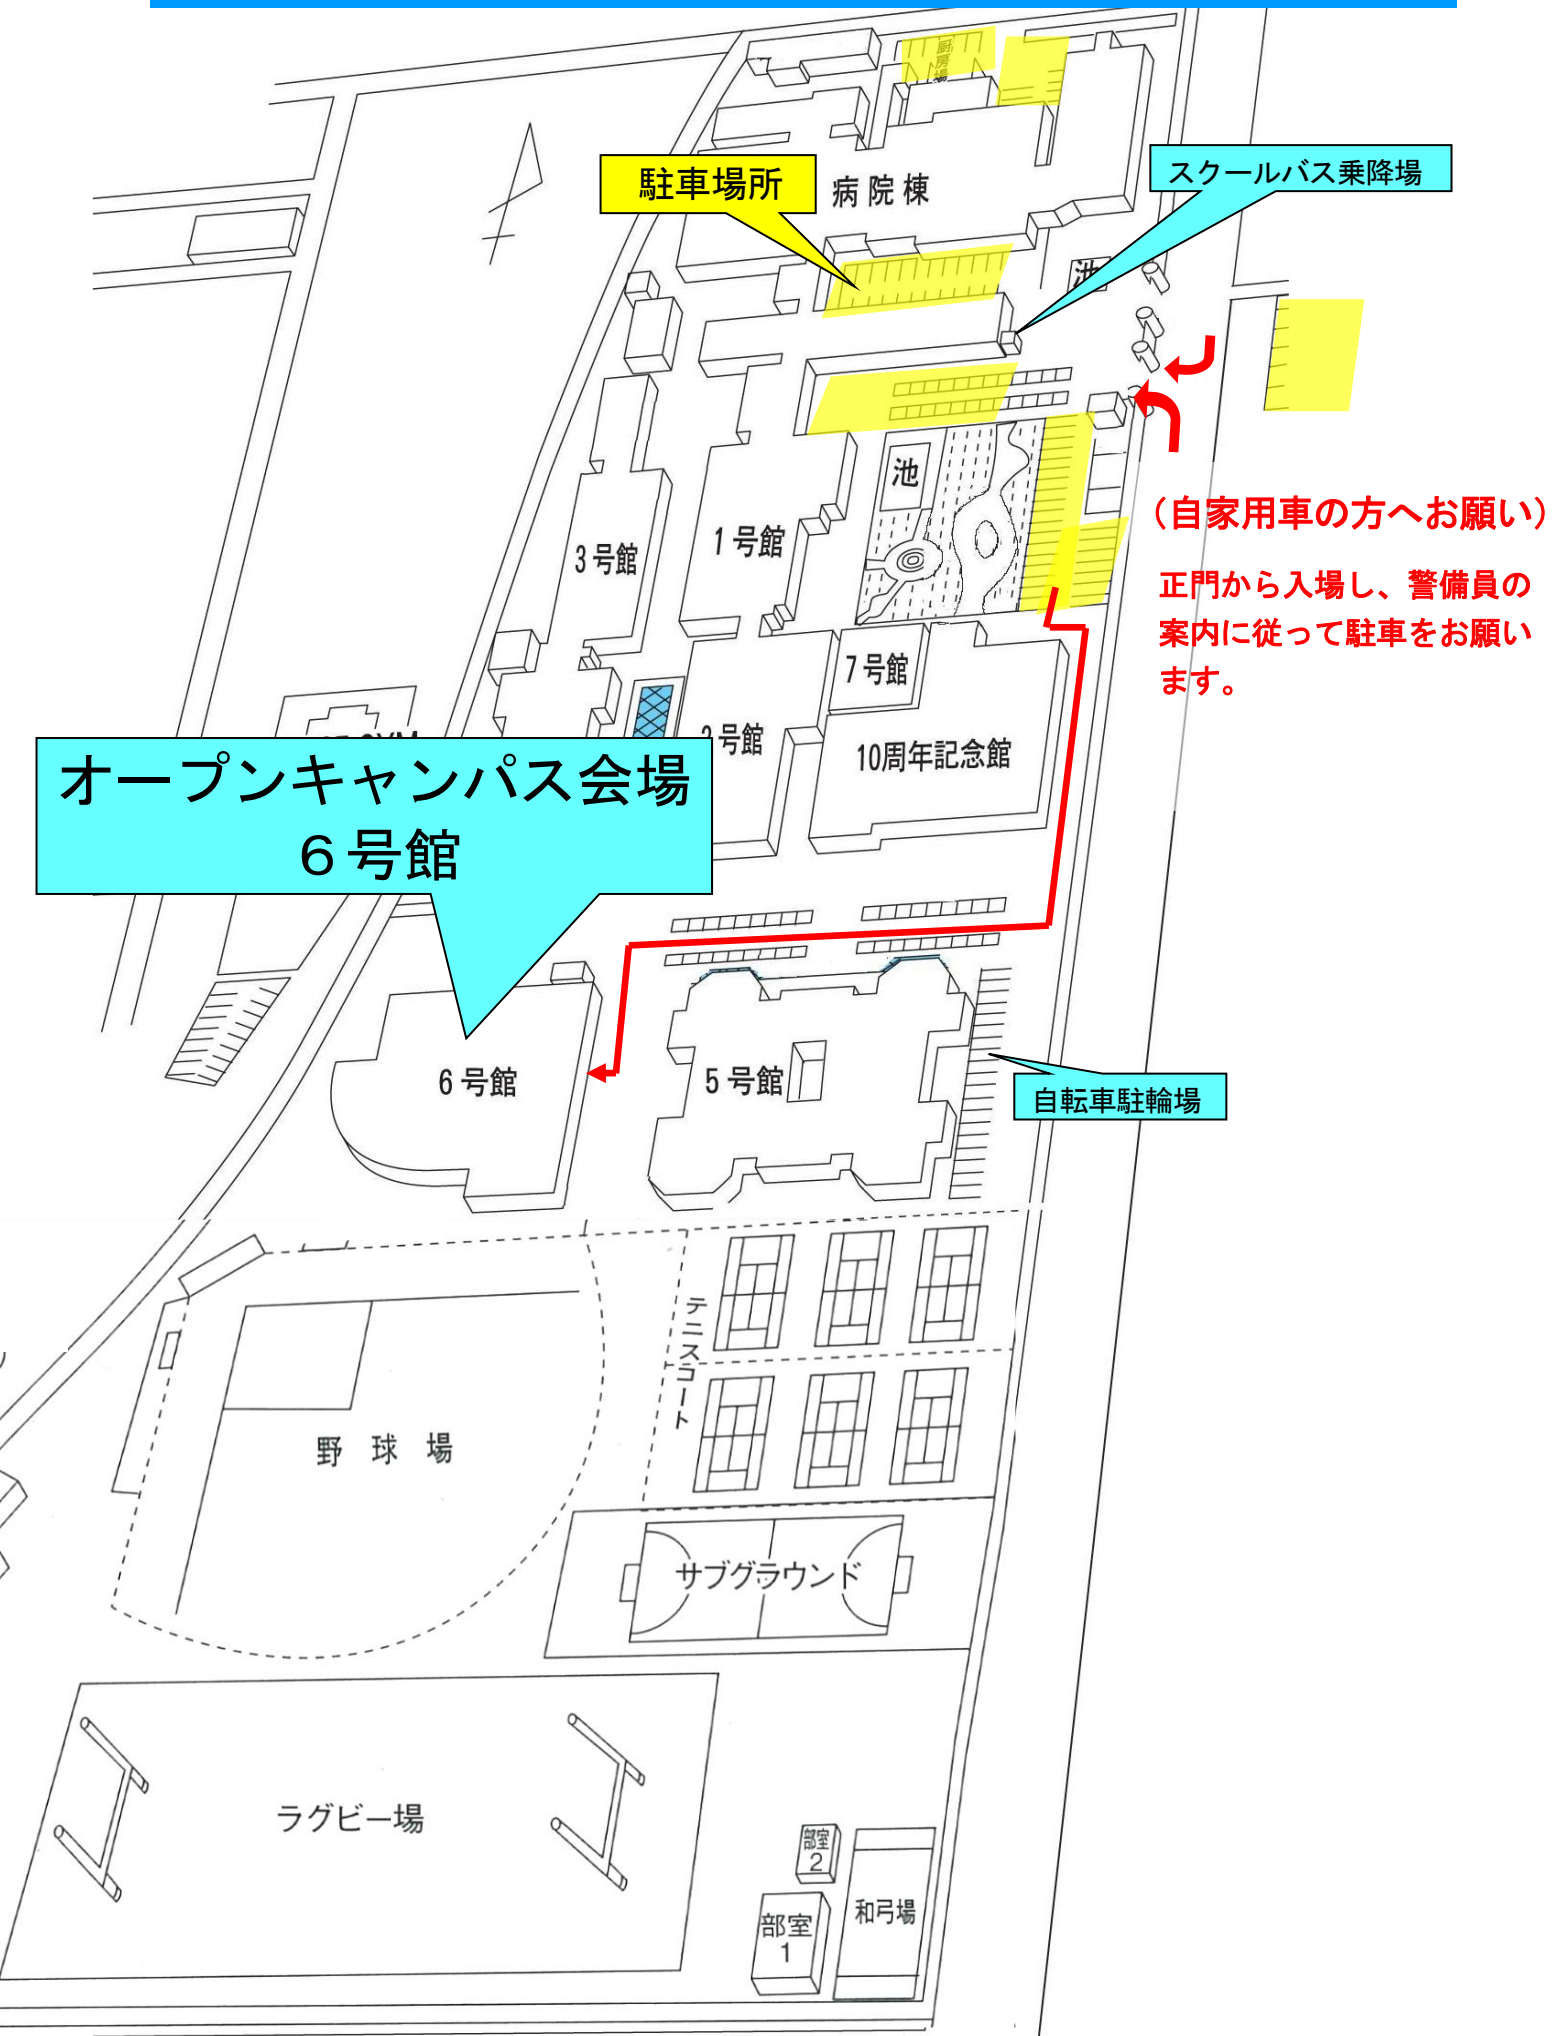 厨房場
駐車場所
病院棟
スクールバス乗降場
池
池
（自家用車の方へお願い）
正門から入場し、警備員の
案内に従って駐車をお願い
ます。
3号館
1号館
7号館
2号館
10周年記念館
オープンキャンパス会場
６号館
6号館
5号館
自転車駐輪場
テニスコート
野球場
サブグラウンド
ラグビー場
部室
2
部室
1
和弓場